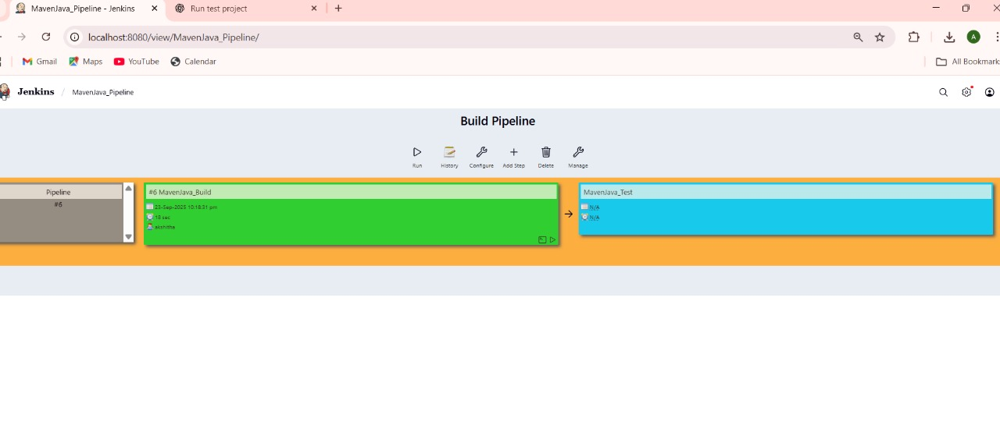 MavenJava_Pipeline - Jenkins
Run test project
localhost:8080/view/MavenJava_Pipeline/
Gmail
Maps
YouTube
Calendar
All Bookmarks
Jenkins / MavenJava_Pipeline
A
Build Pipeline
Run
History
Configure
Add Step
Delete
Manage
Pipeline
#6
#6 MavenJava_Build
23-Sep-2025 10:18:31 pm
18 sec
akshitha
MavenJava_Test
N/A
N/A